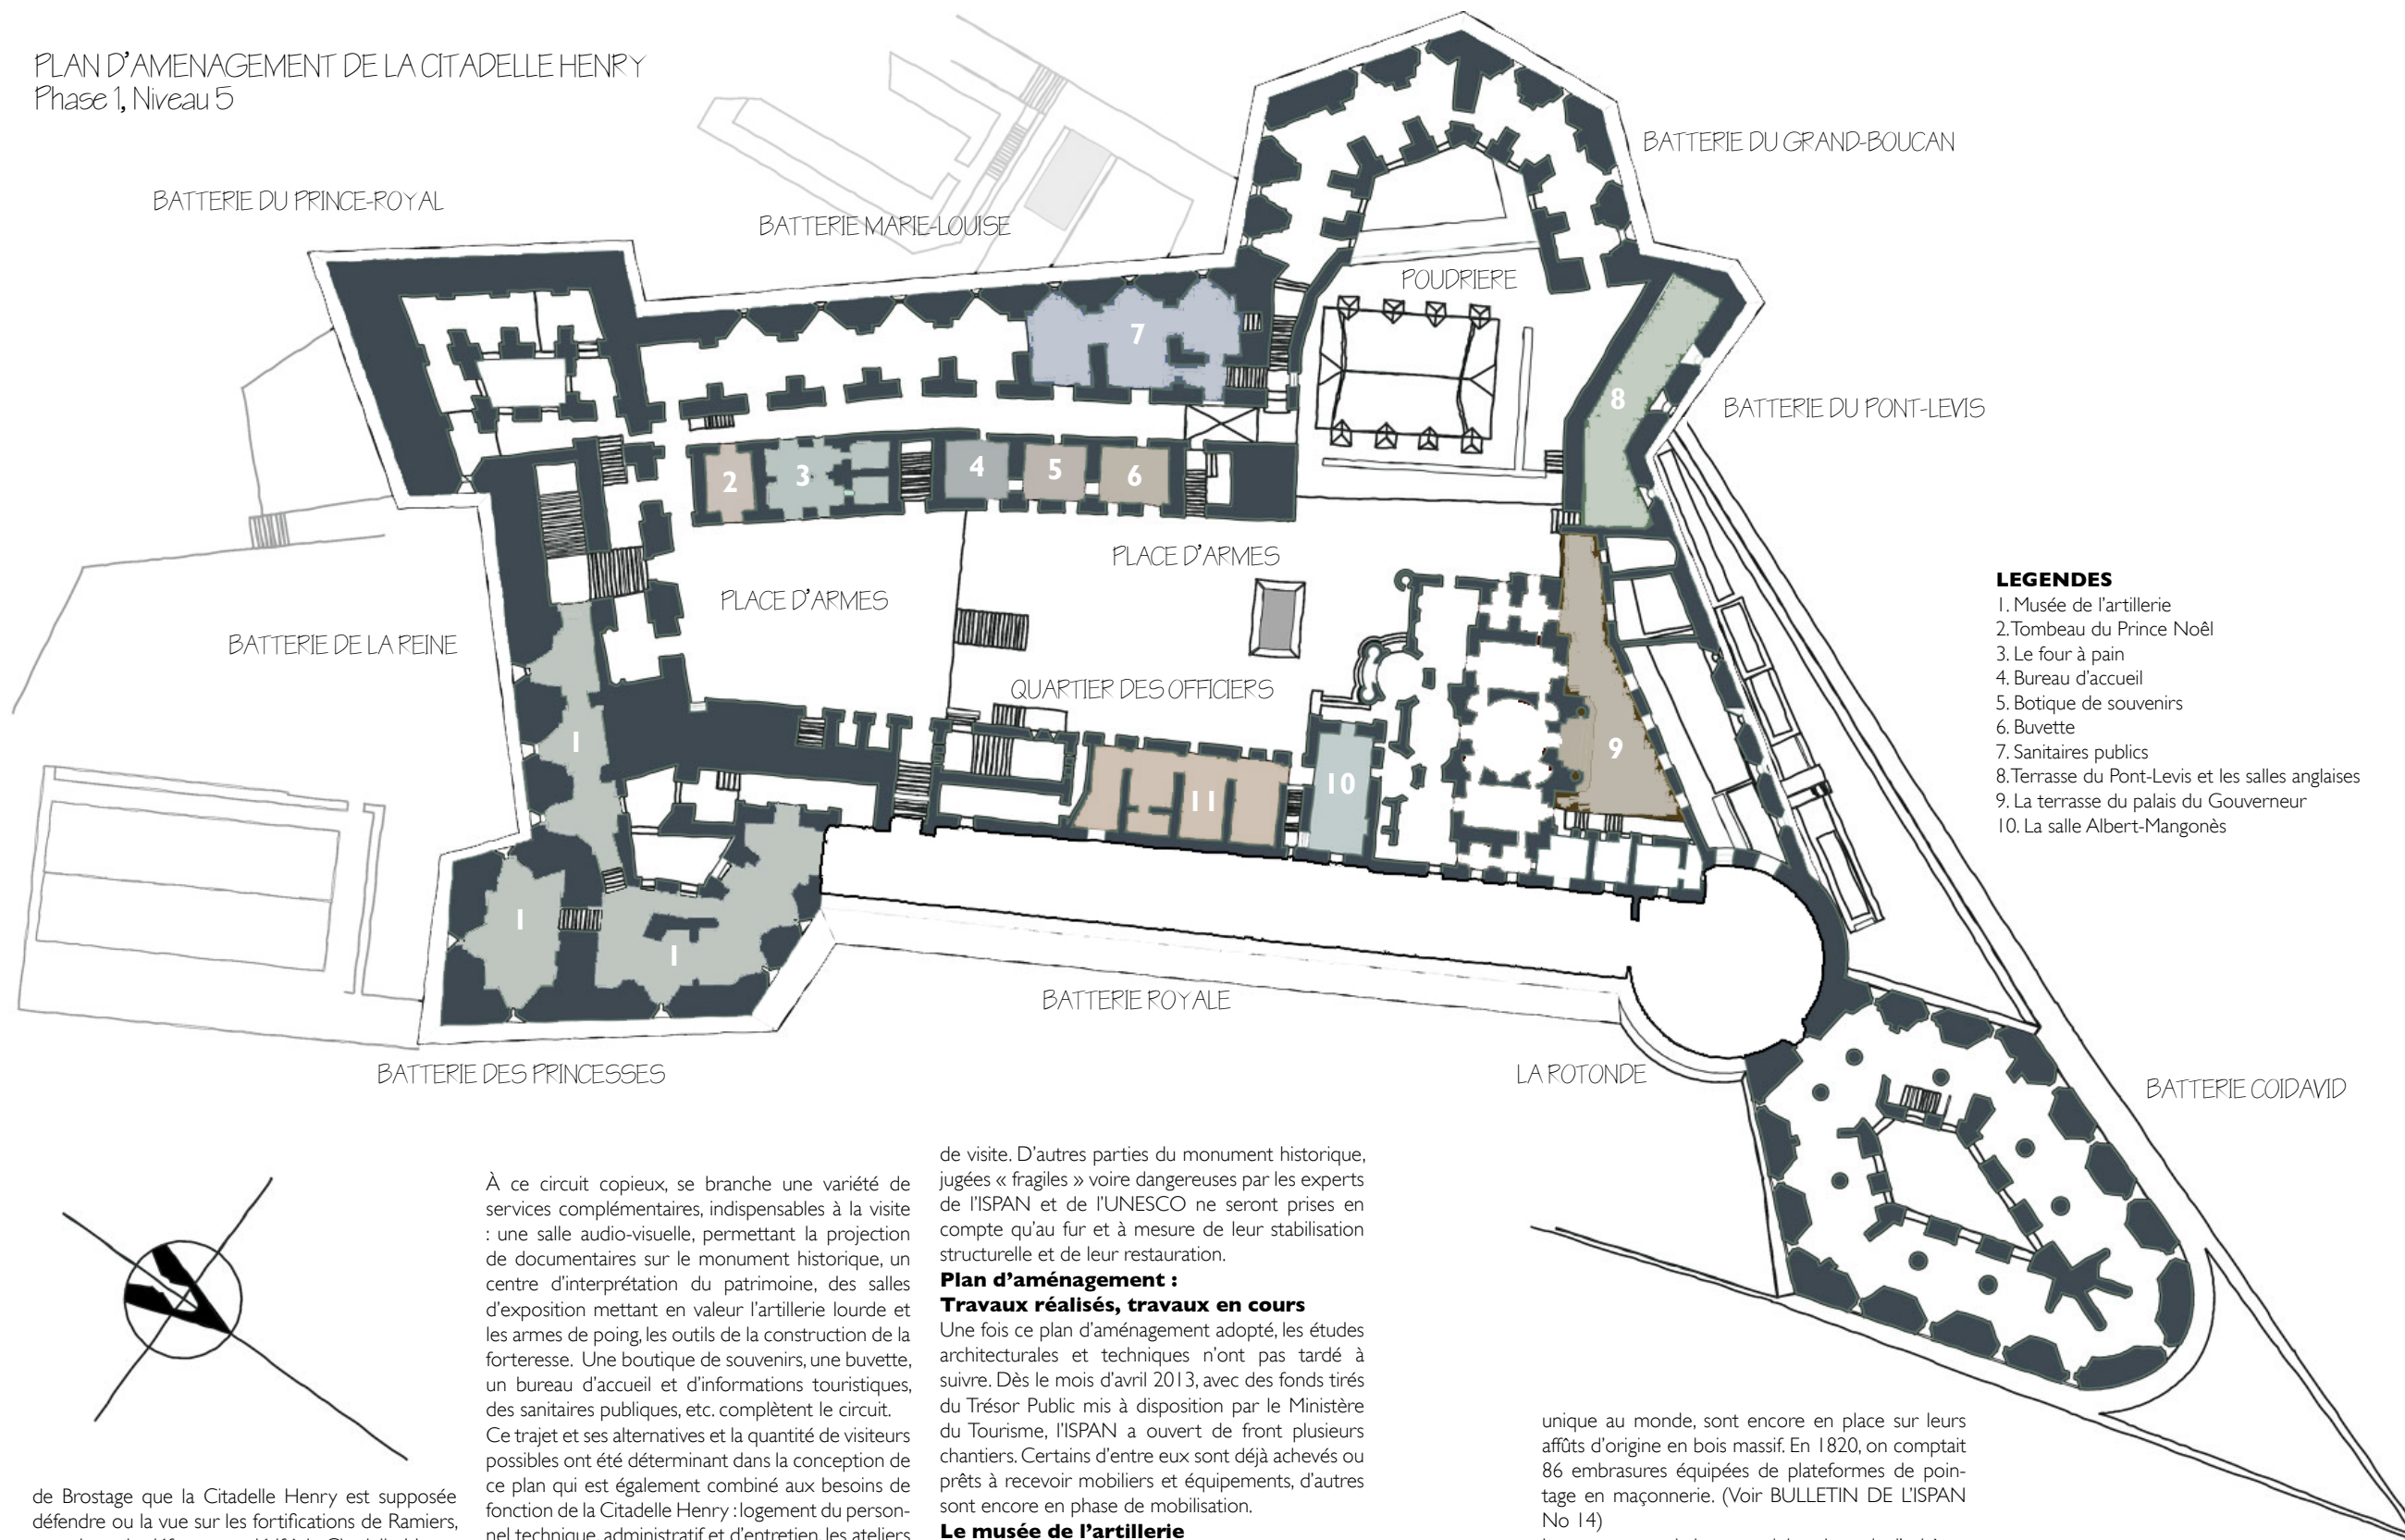 PLAN D'AMENAGEMENT DE LA CITADELLE HENRY
Phase 1, Niveau 5
BATTERIE DU GRAND-BOUCAN
BATTERIE DU PRINCE-ROYAL
BATTERIE MARIE-LOUISE
POUDRIERE
7
8
BATTERIE DU PONT-LEVIS
2
3
4
5
6
PLACE D'ARMES
PLACE D'ARMES
BATTERIE DE LA REINE
QUARTIER DES OFFICIERS
1
9
10
11
1
1
BATTERIE ROYALE
BATTERIE DES PRINCESSES
LA ROTONDE
BATTERIE COIDAVID
LEGENDES
1. Musée de l'artillerie
2.Tombeau du Prince Noêl
3. Le four à pain
4. Bureau d'accueil
5. Botique de souvenirs
6. Buvette
7. Sanitaires publics
8.Terrasse du Pont-Levis et les salles anglaises
9. La terrasse du palais du Gouverneur
10. La salle Albert-Mangonès
de Brostage que la Citadelle Henry est supposée
défendre ou la vue sur les fortifications de Ramiers,
À ce circuit copieux, se branche une variété de
services complémentaires, indispensables à la visite
: une salle audio-visuelle, permettant la projection
de documentaires sur le monument historique, un
centre d'interprétation du patrimoine, des salles
d'exposition mettant en valeur l'artillerie lourde et
les armes de poing, les outils de la construction de la
forteresse. Une boutique de souvenirs, une buvette,
un bureau d'accueil et d'informations touristiques,
des sanitaires publiques, etc. complètent le circuit.
Ce trajet et ses alternatives et la quantité de visiteurs
possibles ont été déterminant dans la conception de
ce plan qui est également combiné aux besoins de
fonction de la Citadelle Henry : logement du person-
nel technique, administratif et d'entretien, les ateliers
de visite. D'autres parties du monument historique,
jugées « fragiles » voire dangereuses par les experts
de l'ISPAN et de l'UNESCO ne seront prises en
compte qu'au fur et à mesure de leur stabilisation
structurelle et de leur restauration.
Plan d'aménagement :
Travaux réalisés, travaux en cours
Une fois ce plan d'aménagement adopté, les études
architecturales et techniques n'ont pas tardé à
suivre. Dès le mois d'avril 2013, avec des fonds tirés
du Trésor Public mis à disposition par le Ministère
du Tourisme, l'ISPAN a ouvert de front plusieurs
chantiers. Certains d'entre eux sont déjà achevés ou
prêts à recevoir mobiliers et équipements, d'autres
sont encore en phase de mobilisation.
Le musée de l'artillerie
unique au monde, sont encore en place sur leurs
affûts d'origine en bois massif. En 1820, on comptait
86 embrasures équipées de plateformes de poin-
tage en maçonnerie. (Voir BULLETIN DE L'ISPAN
No 14)